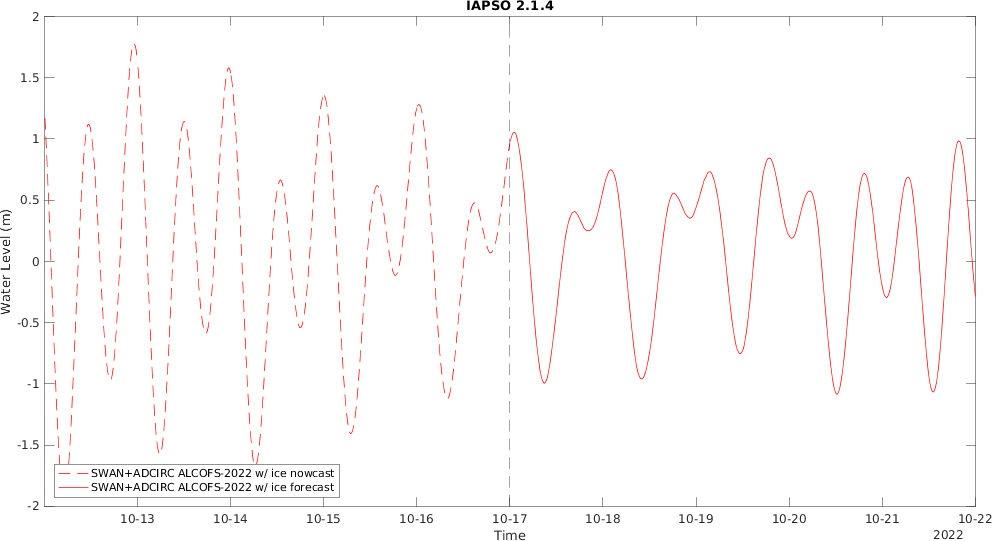 IAPSO 2.1.4
2
1.5
1
0.5
0
-0.5
-1
-1.5
-2
Water Level (m)
SWAN+ADCIRC ALCOFS-2022 w/ ice nowcast
SWAN+ADCIRC ALCOFS-2022 w/ ice forecast
10-13 10-14 10-15 10-16 10-17 10-18 10-19 10-20 10-21 10-22
Time
2022